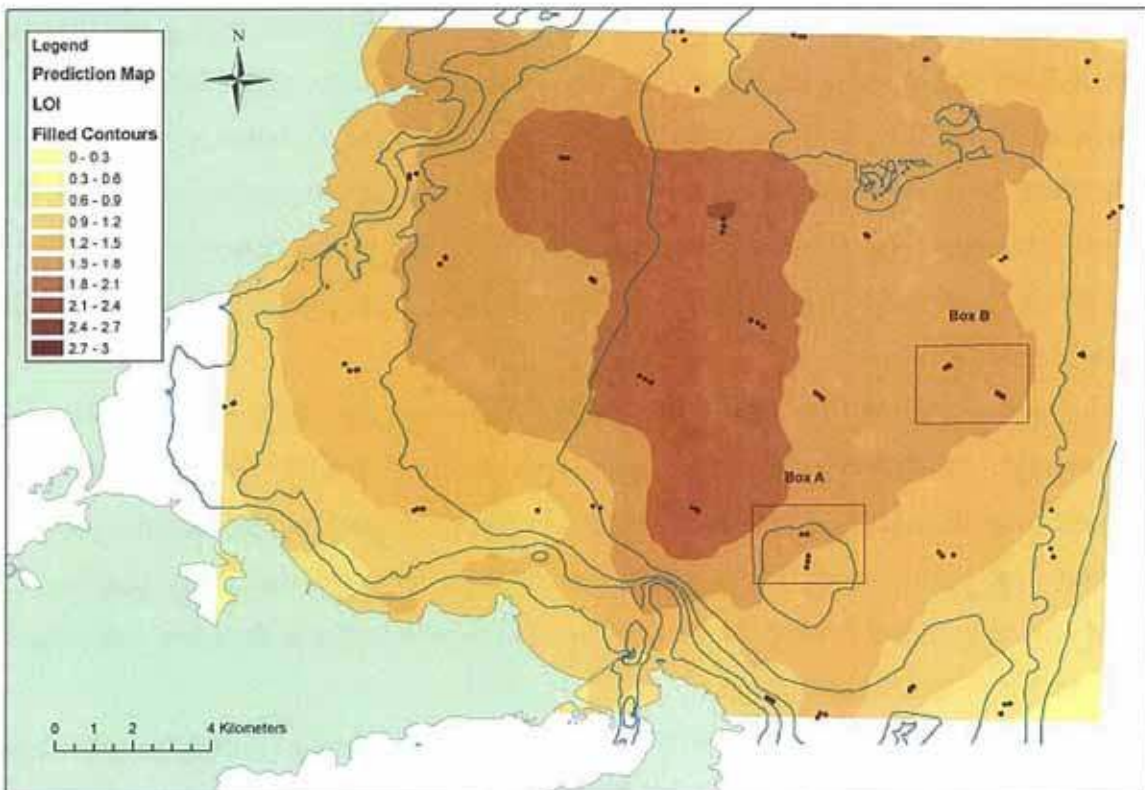 Legend
Prediction Map
LOI
Filled Contours
0 - 0.3
0.3 - 0.6
0.6 - 0.9
0.9 - 1.2
1.2 - 1.5
1.5 - 1.8
1.8 - 2.1
2.1 - 2.4
2.4 - 2.7
2.7 - 3
N
Box B
Box A
0 1 2 4 Kilometers